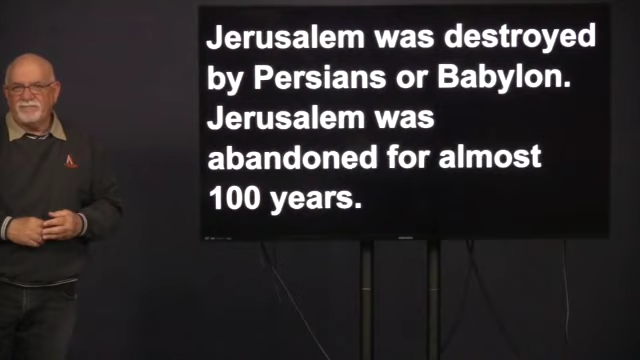 Jerusalem was destroyed
by Persians or Babylon.
Jerusalem was
abandoned for almost
100 years.